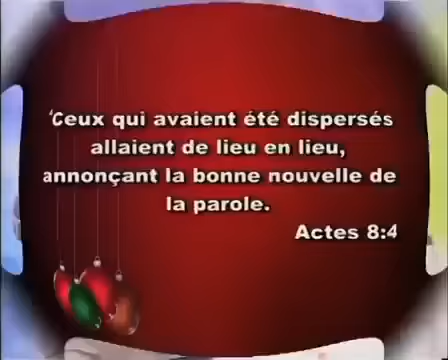 ‘Ceux qui avaient été dispersés
allaient de lieu en lieu,
annonçant la bonne nouvelle de
la parole.
Actes 8:4